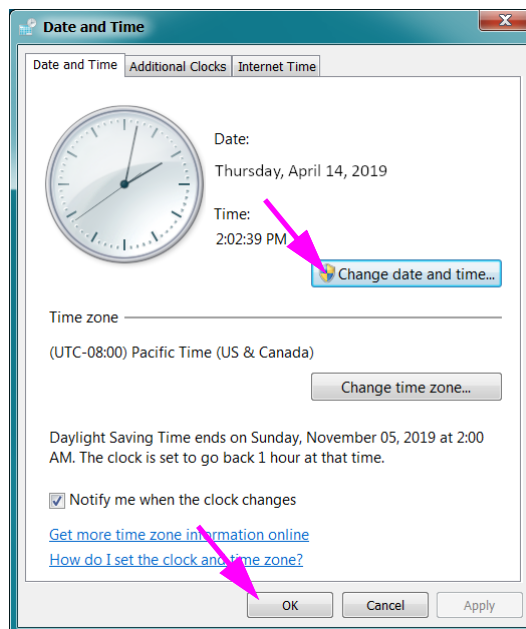 Date and Time
Date and Time Additional Clocks Internet Time
Date:
Thursday, April 14, 2019
Time:
2:02:39 PM
Change date and time...
Time zone
(UTC-08:00) Pacific Time (US & Canada)
Change time zone...
Daylight Saving Time ends on Sunday, November 05, 2019 at 2:00
AM. The clock is set to go back 1 hour at that time.
Notify me when the clock changes
Get more time zone information online
How do I set the clock and time zone?
OK Cancel Apply